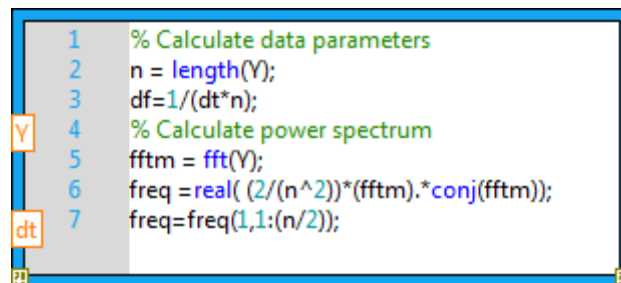 1 % Calculate data parameters
2 n = length(Y);
3 df=1/(dt*n);
Y 4 % Calculate power spectrum
5 fftm = fft(Y);
6 freq =real( (2/(n^2))*(fftm).*conj(fftm));
dt 7 freq=freq(1,1:(n/2));